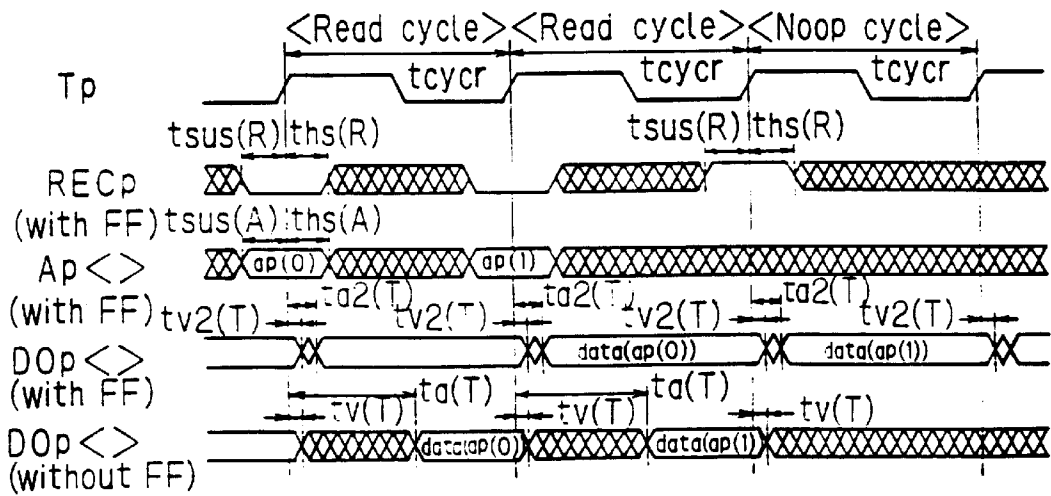 <Read cycle> <Read cycle> <Noop cycle>
Tp tcycr tcycr tcycr
tsus(R) ths(R) tsus(R) ths(R)
RECp
(with FF) tsus(A) ths(A)
Ap<> ap(0) ap(1)
(with FF) ta2(T) ta2(T) ta2(T)
tv2(T) tv2(T) tv2(T)
DOp<> data(ap(0)) data(ap(1))
(with FF) ta(T) ta(T)
tv(T) tv(T) tv(T)
DOp<> data(ap(0) data(ap(1)
(without FF)